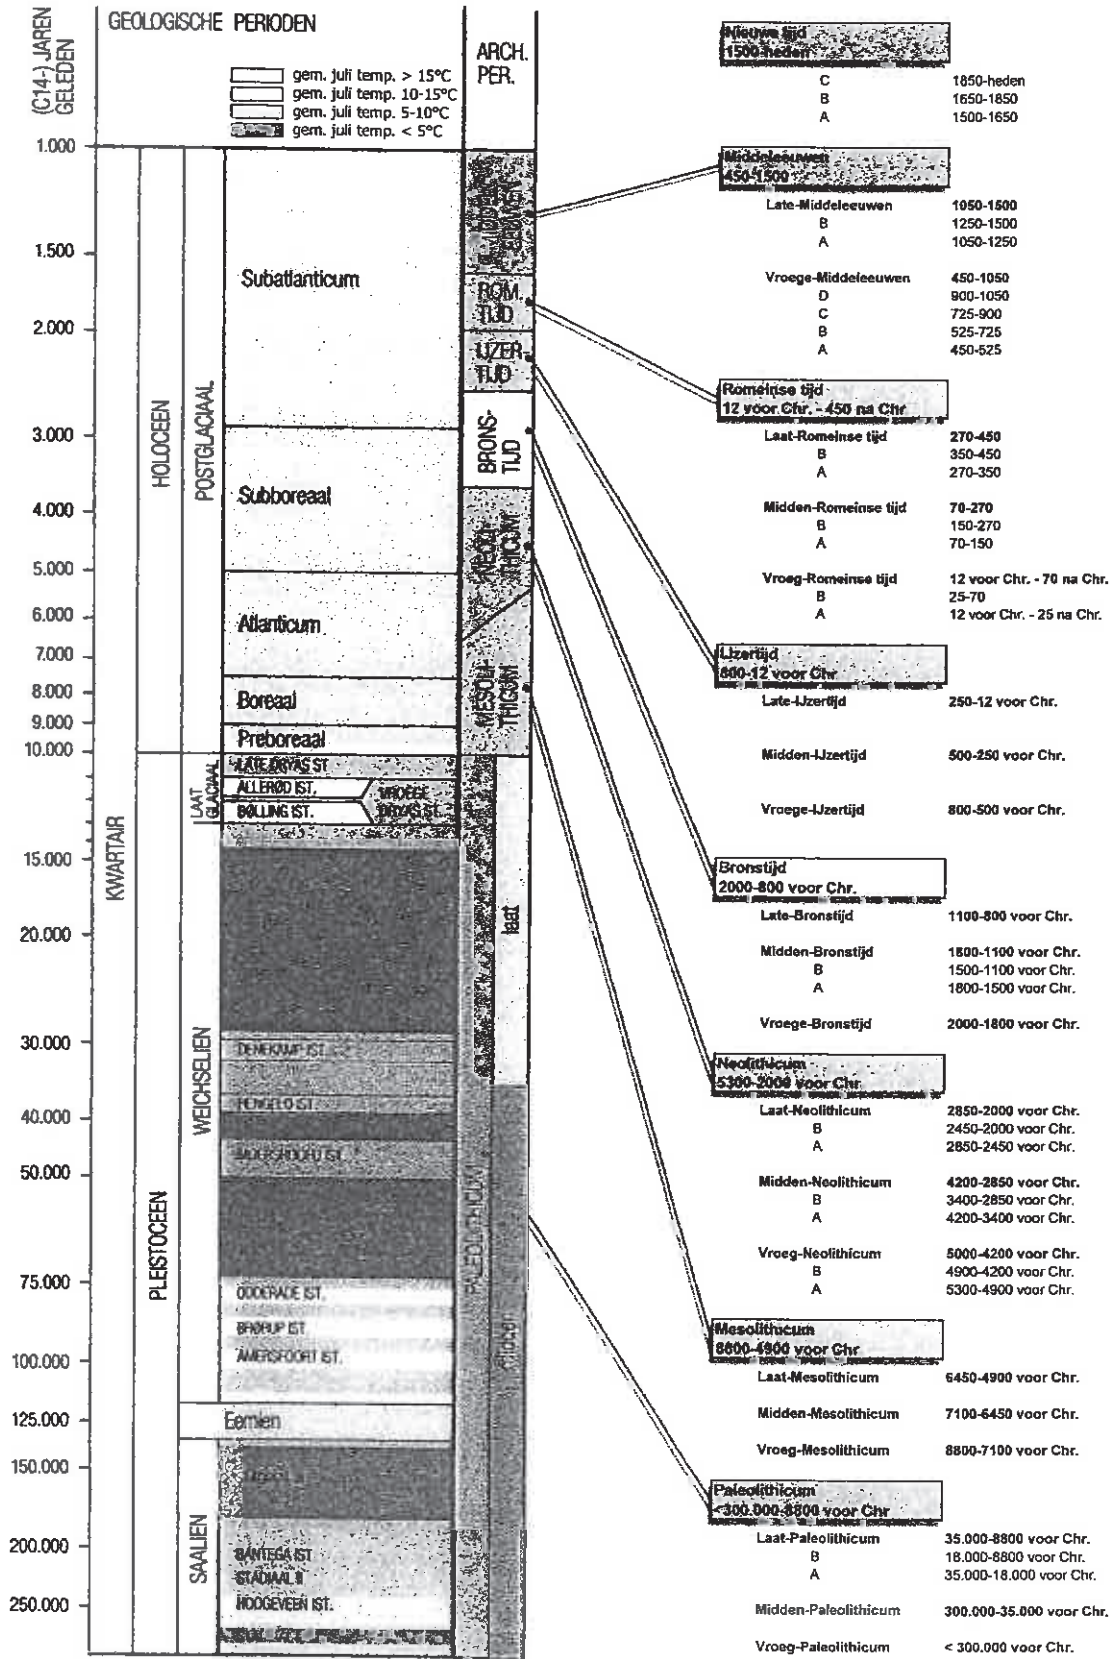 (C14-) JAREN
GELEDEN
GEOLOGISCHE PERIODEN
gem. juli temp. > 15°C
gem. juli temp. 10-15°C
gem. juli temp. 5-10°C
gem. juli temp. < 5°C
ARCH.
PER.
1.000
1.500
2.000
3.000
4.000
5.000
6.000
7.000
8.000
9.000
10.000
15.000
20.000
30.000
40.000
50.000
75.000
100.000
125.000
150.000
200.000
250.000
KWARTAIR
HOLOCEEN
PLEISTOCEEN
POSTGLACIAAL
LAAT
GLACIAAL
WEICHSELIEN
SAALIEN
Subatlanticum
Subboreaal
Atlanticum
Boreaal
Preboreaal
LATE DRYAS ST
ALLERØD IST.
VROEGE
DRYAS ST.
BØLLING IST.
DENEKAMP IST.
HENGELO IST.
MOERSHOOFD IST.
ODDERADE IST.
BRØRUP IST.
AMERSFOORT IST.
Eemien
BANTEGA IST
STADIAAL II
HOOGEVEEN IST.
ROM.
TIJD
IJZER-
TIJD
BRONS-
TIJD
NEOLI-
THICUM
MESOLI-
THICUM
PALEOLITHICUM
laat
Nieuwe tijd
1500-heden
C 1850-heden
B 1650-1850
A 1500-1650
Middeleeuwen
450-1500
Late-Middeleeuwen 1050-1500
B 1250-1500
A 1050-1250
Vroege-Middeleeuwen 450-1050
D 900-1050
C 725-900
B 525-725
A 450-525
Romeinse tijd
12 voor Chr. - 450 na Chr
Laat-Romeinse tijd 270-450
B 350-450
A 270-350
Midden-Romeinse tijd 70-270
B 150-270
A 70-150
Vroeg-Romeinse tijd 12 voor Chr. - 70 na Chr.
B 25-70
A 12 voor Chr. - 25 na Chr.
IJzertijd
800-12 voor Chr
Late-IJzertijd 250-12 voor Chr.
Midden-IJzertijd 500-250 voor Chr.
Vroege-IJzertijd 800-500 voor Chr.
Bronstijd
2000-800 voor Chr.
Late-Bronstijd 1100-800 voor Chr.
Midden-Bronstijd 1800-1100 voor Chr.
B 1500-1100 voor Chr.
A 1800-1500 voor Chr.
Vroege-Bronstijd 2000-1800 voor Chr.
Neolithicum
5300-2000 voor Chr
Laat-Neolithicum 2850-2000 voor Chr.
B 2450-2000 voor Chr.
A 2850-2450 voor Chr.
Midden-Neolithicum 4200-2850 voor Chr.
B 3400-2850 voor Chr.
A 4200-3400 voor Chr.
Vroeg-Neolithicum 5000-4200 voor Chr.
B 4900-4200 voor Chr.
A 5300-4900 voor Chr.
Mesolithicum
8800-4900 voor Chr
Laat-Mesolithicum 6450-4900 voor Chr.
Midden-Mesolithicum 7100-6450 voor Chr.
Vroeg-Mesolithicum 8800-7100 voor Chr.
Paleolithicum
< 300.000-8800 voor Chr
Laat-Paleolithicum 35.000-8800 voor Chr.
B 18.000-8800 voor Chr.
A 35.000-18.000 voor Chr.
Midden-Paleolithicum 300.000-35.000 voor Chr.
Vroeg-Paleolithicum < 300.000 voor Chr.